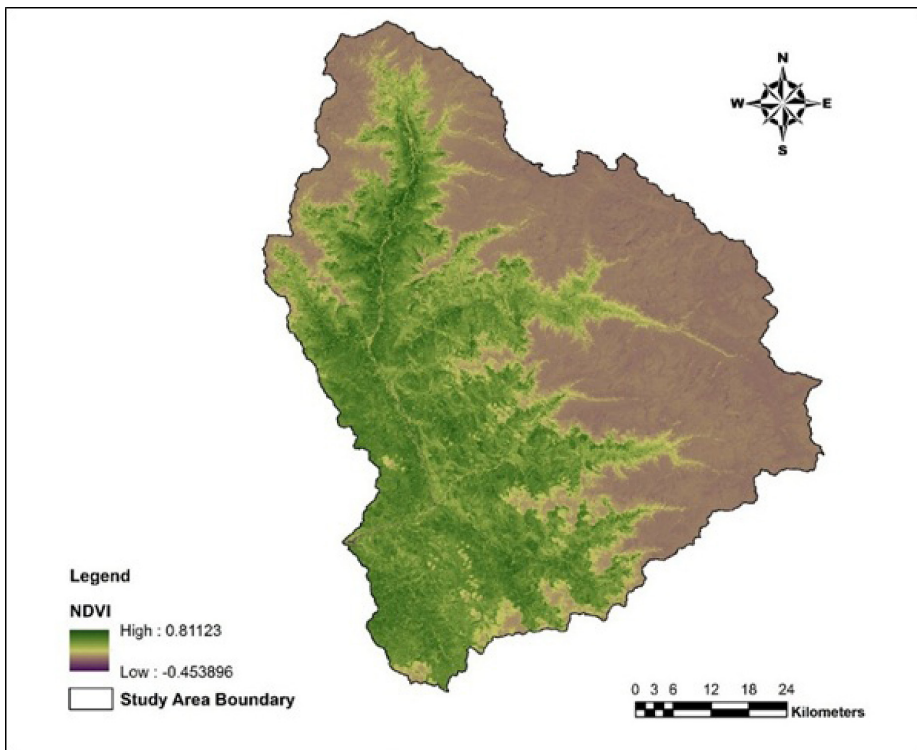 N
W E
S
Legend
NDVI
High : 0.81123
Low : -0.453896
Study Area Boundary
0 3 6 12 18 24
Kilometers